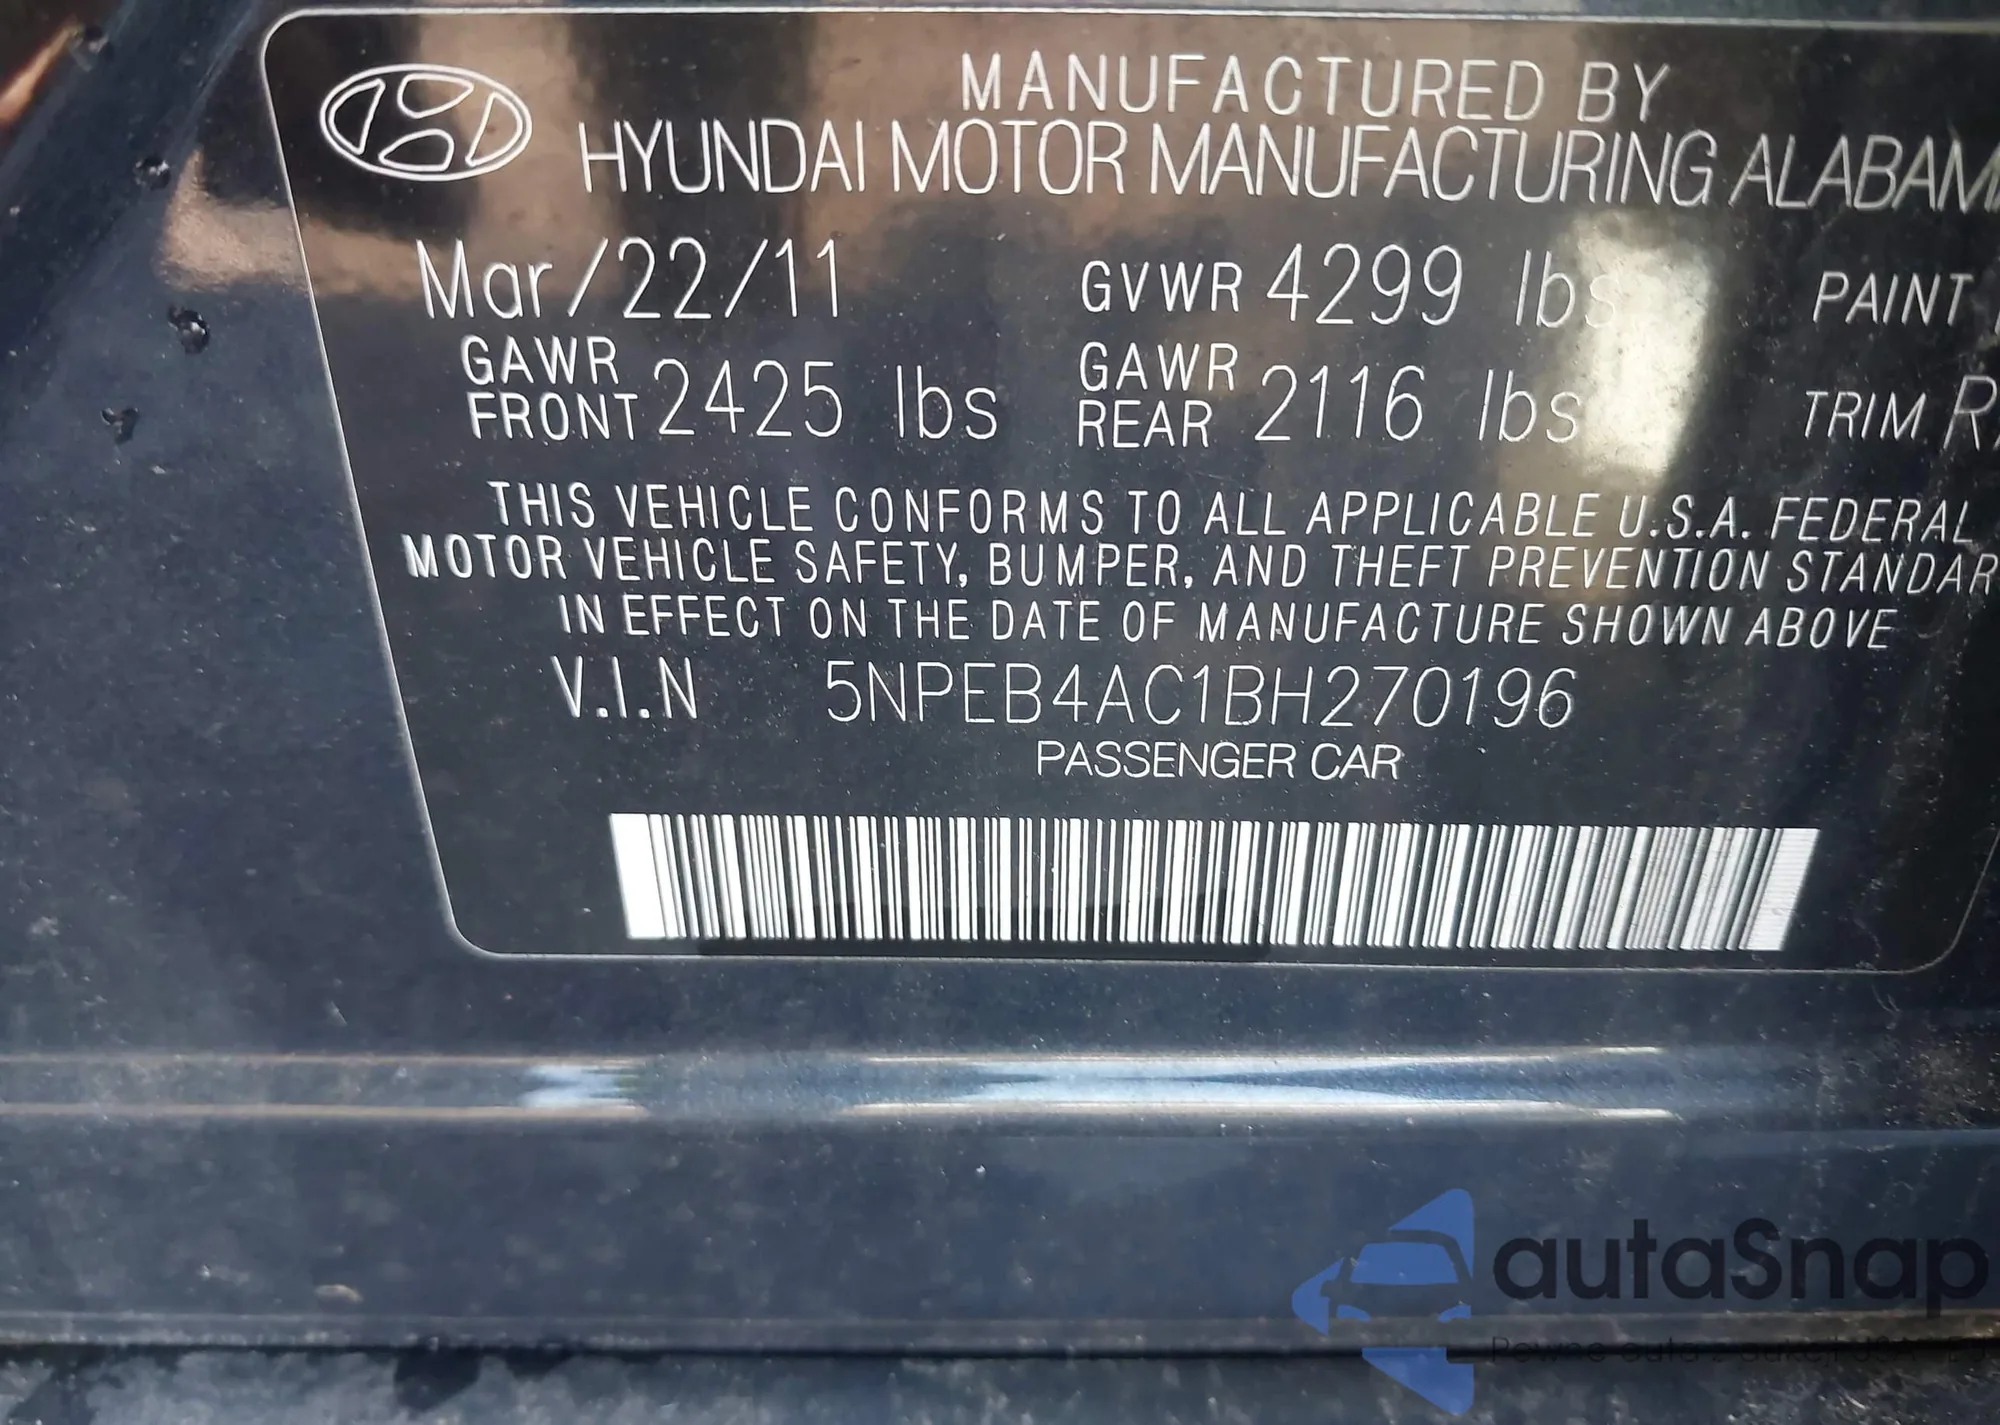 MANUFACTURED BY
HYUNDAI MOTOR MANUFACTURING ALABAMA
Mar/22/11 GVWR 4299 lbs. PAINT
GAWR FRONT 2425 lbs GAWR REAR 2116 lbs TRIM
THIS VEHICLE CONFORMS TO ALL APPLICABLE U.S.A. FEDERAL
MOTOR VEHICLE SAFETY, BUMPER, AND THEFT PREVENTION STANDAR
IN EFFECT ON THE DATE OF MANUFACTURE SHOWN ABOVE
V.I.N 5NPEB4AC1BH270196
PASSENGER CAR
autaSnap